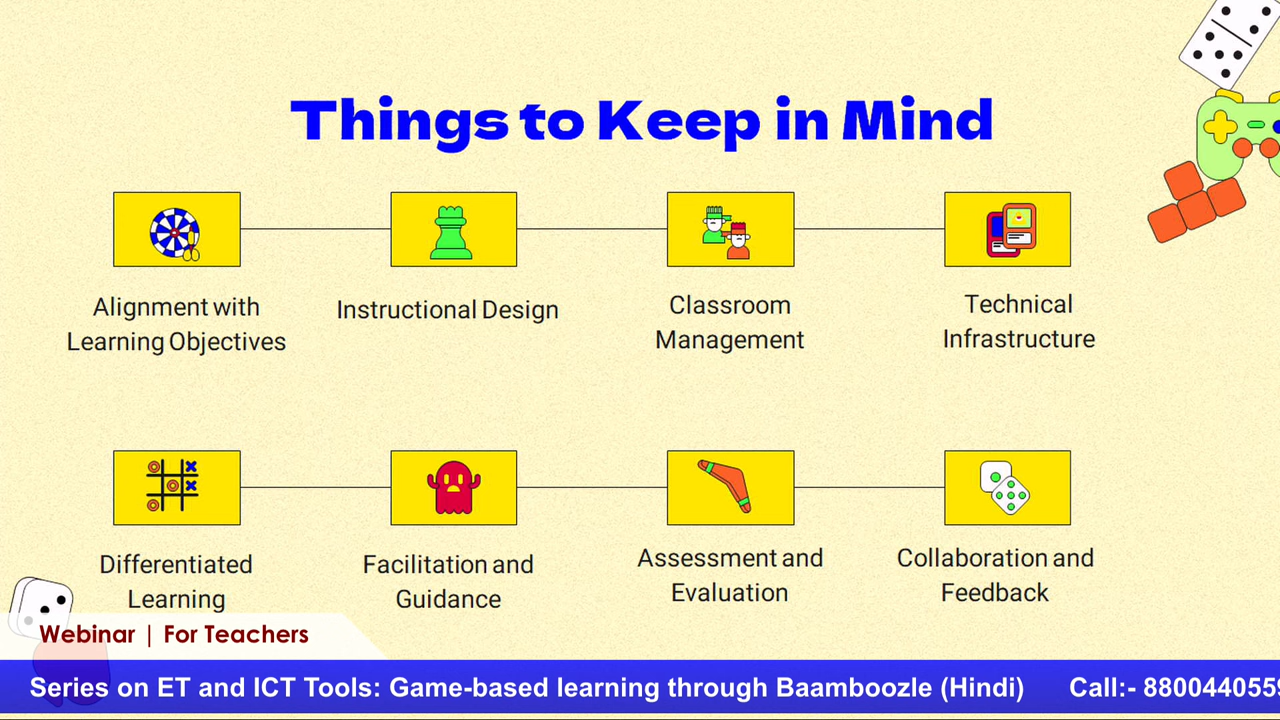 Things to Keep in Mind
Alignment with
Learning Objectives
Instructional Design
Classroom
Management
Technical
Infrastructure
Differentiated
Learning
Facilitation and
Guidance
Assessment and
Evaluation
Collaboration and
Feedback
Webinar | For Teachers
Series on ET and ICT Tools: Game-based learning through Baamboozle (Hindi) Call:- 8800440559